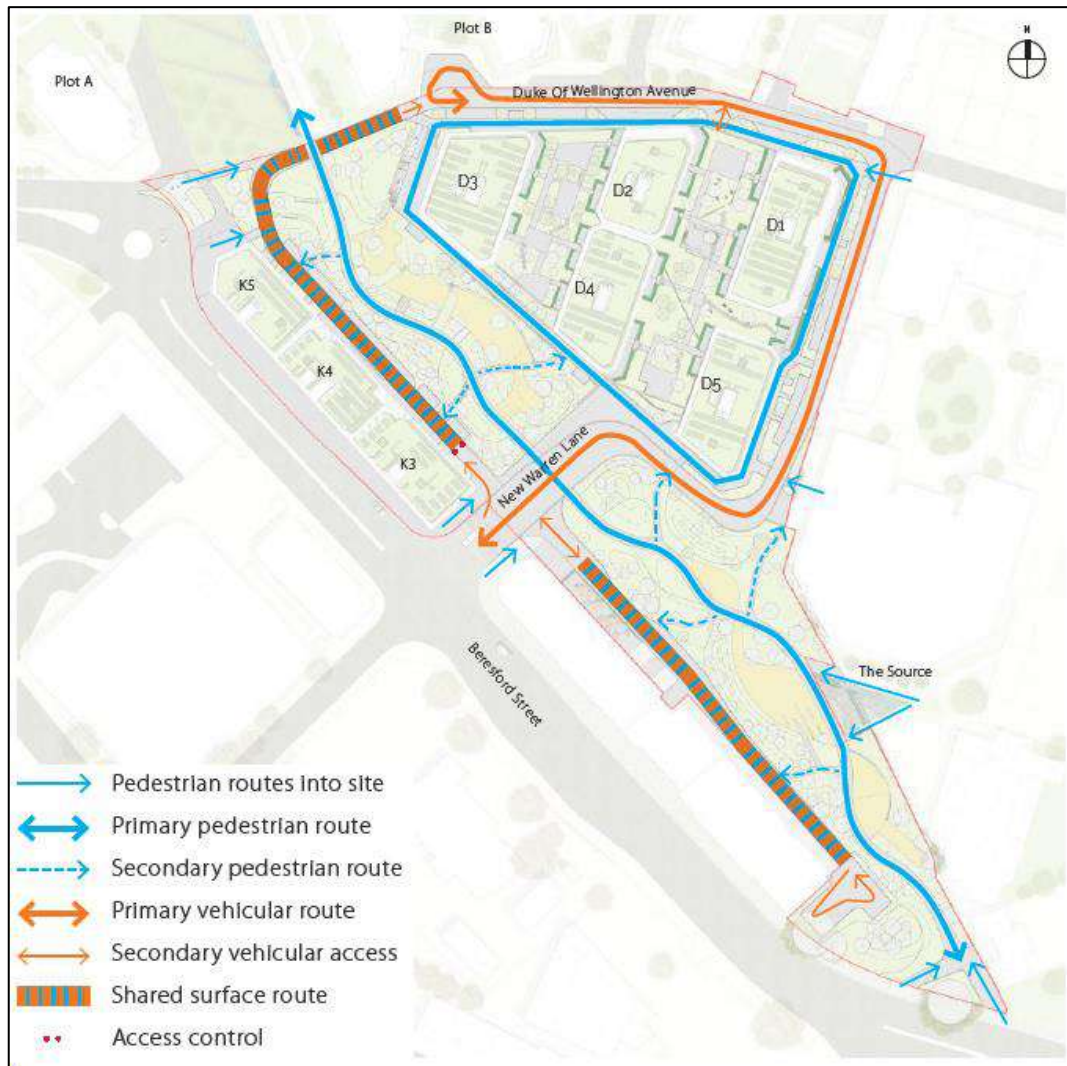 Plot B
Plot A
N
Duke Of Wellington Avenue
D3
D2
D1
D4
K5
D5
K4
K3
New Warren Lane
The Source
Beresford Street
Pedestrian routes into site
Primary pedestrian route
Secondary pedestrian route
Primary vehicular route
Secondary vehicular access
Shared surface route
Access control